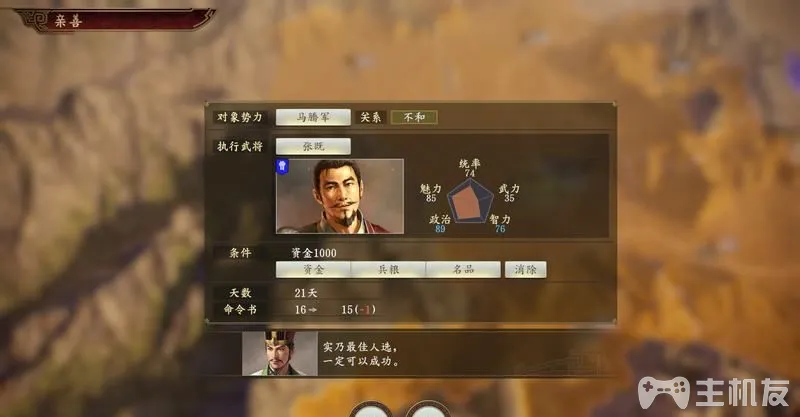 亲善
对象势力 马腾军 关系 不和
执行武将 张既
曹
统率
74
魅力
85
武力
35
政治
89
智力
76
条件 资金1000
资金 兵粮 名品 消除
天数 21天
命令书 16→ 15(-1)
实乃最佳人选，
一定可以成功。
主机友